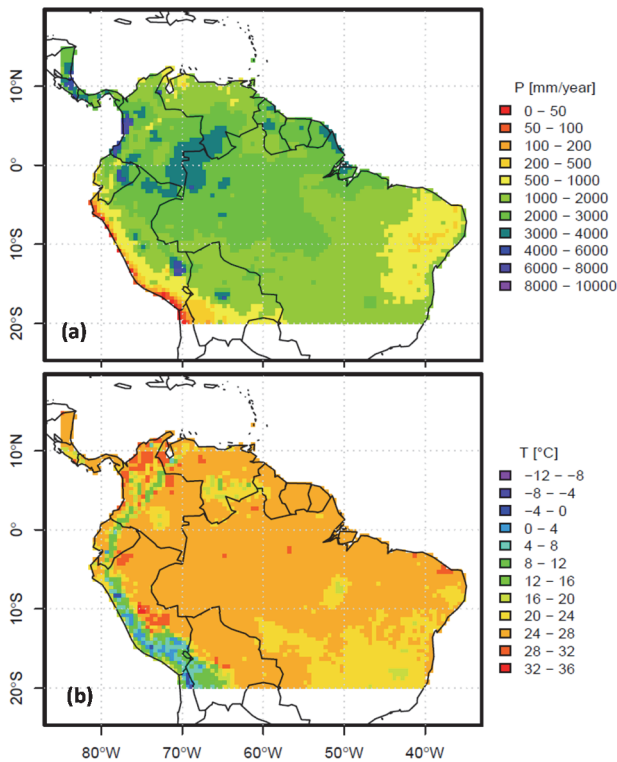 10°N
0°
10°S
20°S
(a)
P [mm/year]
0 – 50
50 – 100
100 – 200
200 – 500
500 – 1000
1000 – 2000
2000 – 3000
3000 – 4000
4000 – 6000
6000 – 8000
8000 – 10000
10°N
0°
10°S
20°S
(b)
T [°C]
−12 – −8
−8 – −4
−4 – 0
0 – 4
4 – 8
8 – 12
12 – 16
16 – 20
20 – 24
24 – 28
28 – 32
32 – 36
80°W 70°W 60°W 50°W 40°W